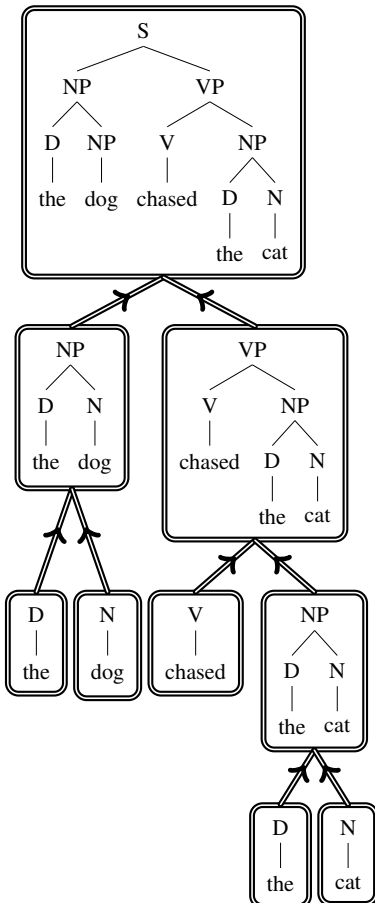 S
NP VP
D NP V NP
the dog chased D N
the cat
NP VP
D N V NP
the dog chased D N
the cat
D N V NP
the dog chased D N
the cat
D N
the cat